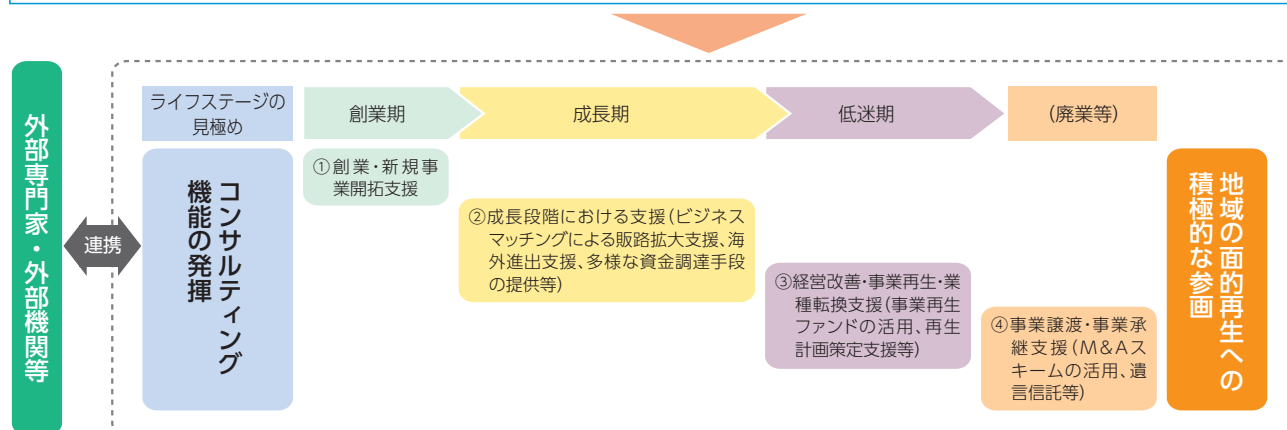 外部専門家・外部機関等
連携
ライフステージの
見極め
コンサルティング
機能の発揮
創業期
①創業・新規事
業開拓支援
成長期
②成長段階における支援(ビジネス
マッチングによる販路拡大支援、海
外進出支援、多様な資金調達手段
の提供等)
低迷期
③経営改善・事業再生・業
種転換支援(事業再生
ファンドの活用、再生
計画策定支援等)
(廃業等)
④事業譲渡・事業承
継支援(M&Aス
キームの活用、遺
言信託等)
地域の面的再生への
積極的な参画